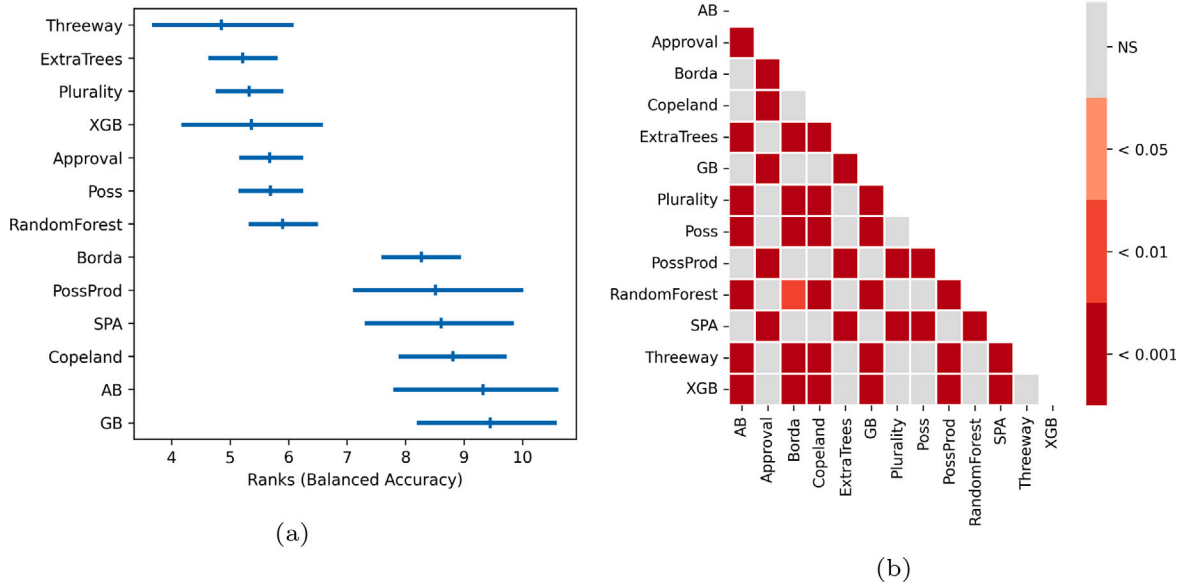 Threeway
ExtraTrees
Plurality
XGB
Approval
Poss
RandomForest
Borda
PossProd
SPA
Copeland
AB
GB
4 5 6 7 8 9 10
Ranks (Balanced Accuracy)
(a)
AB
Approval
Borda
Copeland
ExtraTrees
GB
Plurality
Poss
PossProd
RandomForest
SPA
Threeway
XGB
AB
Approval
Borda
Copeland
ExtraTrees
GB
Plurality
Poss
PossProd
RandomForest
SPA
Threeway
XGB
NS
< 0.05
< 0.01
< 0.001
(b)